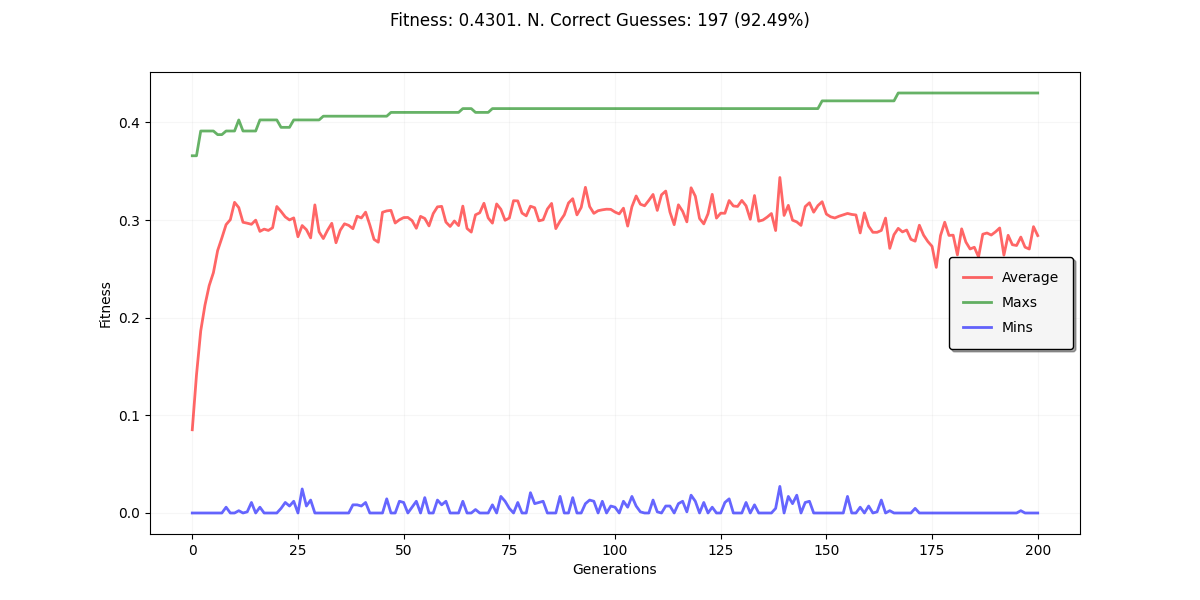 Fitness: 0.4301. N. Correct Guesses: 197 (92.49%)
0.4
0.3
0.2
0.1
0.0
Fitness
Average
Maxs
Mins
0 25 50 75 100 125 150 175 200
Generations